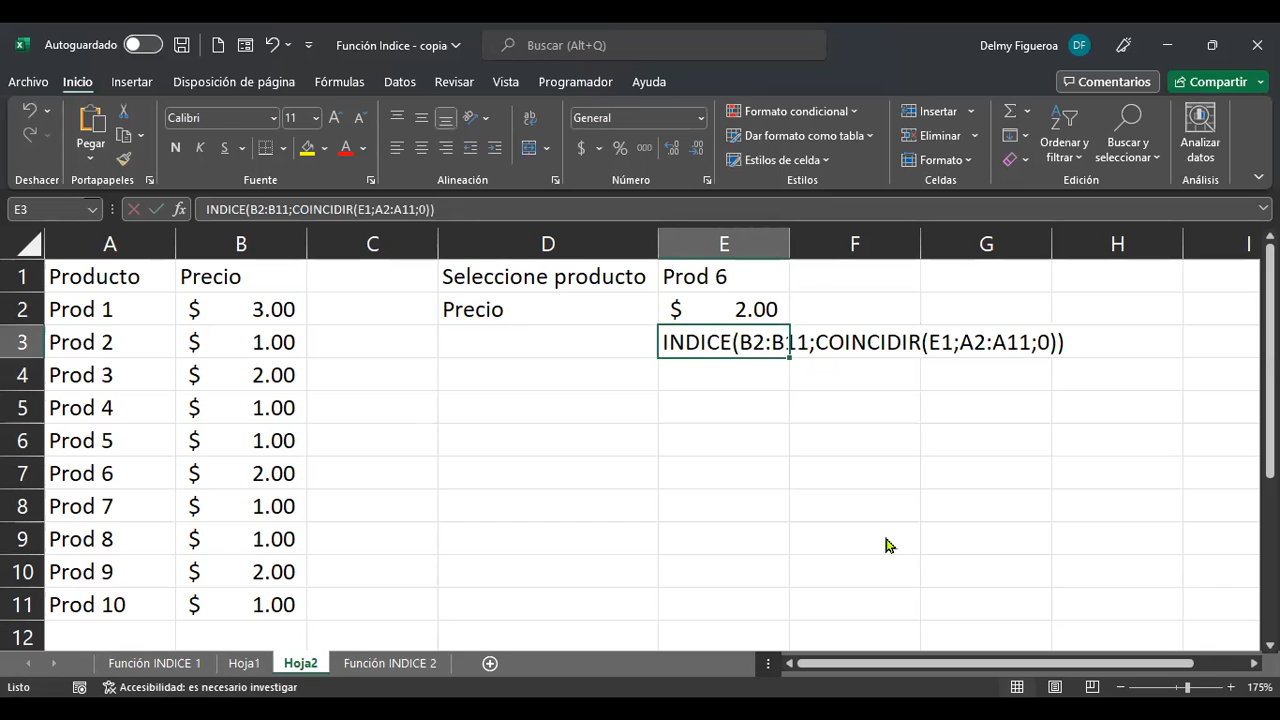 Autoguardado Función Indice - copia Buscar (Alt+Q) Delmy Figueroa DF
Archivo Inicio Insertar Disposición de página Fórmulas Datos Revisar Vista Programador Ayuda Comentarios Compartir
Pegar
Calibri 11
N K S
General
$ % 000
Formato condicional
Dar formato como tabla
Estilos de celda
Insertar
Eliminar
Formato
Ordenar y
filtrar
Buscar y
seleccionar
Analizar
datos
Deshacer Portapapeles Fuente Alineación Número Estilos Celdas Edición Análisis
E3 fx INDICE(B2:B11;COINCIDIR(E1;A2:A11;0))
A B C D E F G H I
1 Producto Precio Seleccione producto Prod 6
2 Prod 1 $ 3.00 Precio $ 2.00
3 Prod 2 $ 1.00 INDICE(B2:B11;COINCIDIR(E1;A2:A11;0))
4 Prod 3 $ 2.00
5 Prod 4 $ 1.00
6 Prod 5 $ 1.00
7 Prod 6 $ 2.00
8 Prod 7 $ 1.00
9 Prod 8 $ 1.00
10 Prod 9 $ 2.00
11 Prod 10 $ 1.00
12
Función INDICE 1 Hoja1 Hoja2 Función INDICE 2
Listo Accesibilidad: es necesario investigar 175%